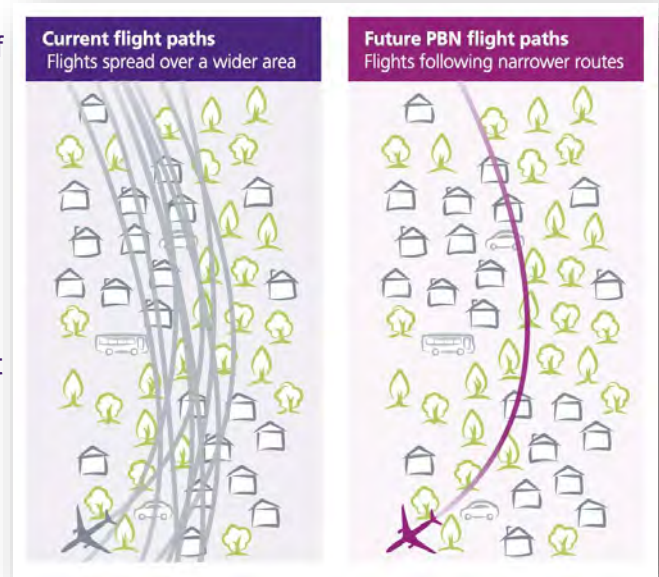 Current flight paths
Flights spread over a wider area
Future PBN flight paths
Flights following narrower routes